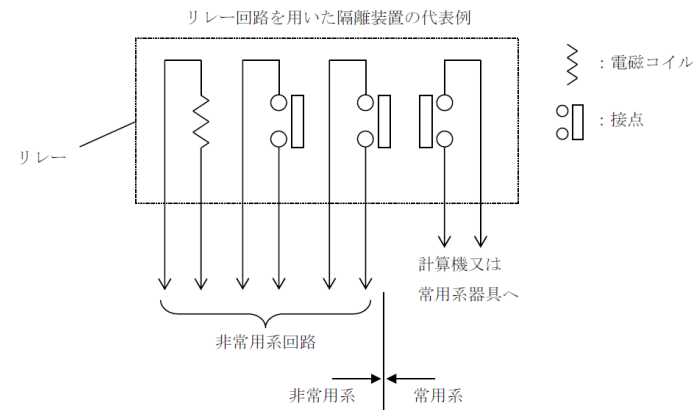 リレー回路を用いた隔離装置の代表例
：電磁コイル
：接点
リレー
計算機又は
常用系器具へ
非常用系回路
非常用系
常用系